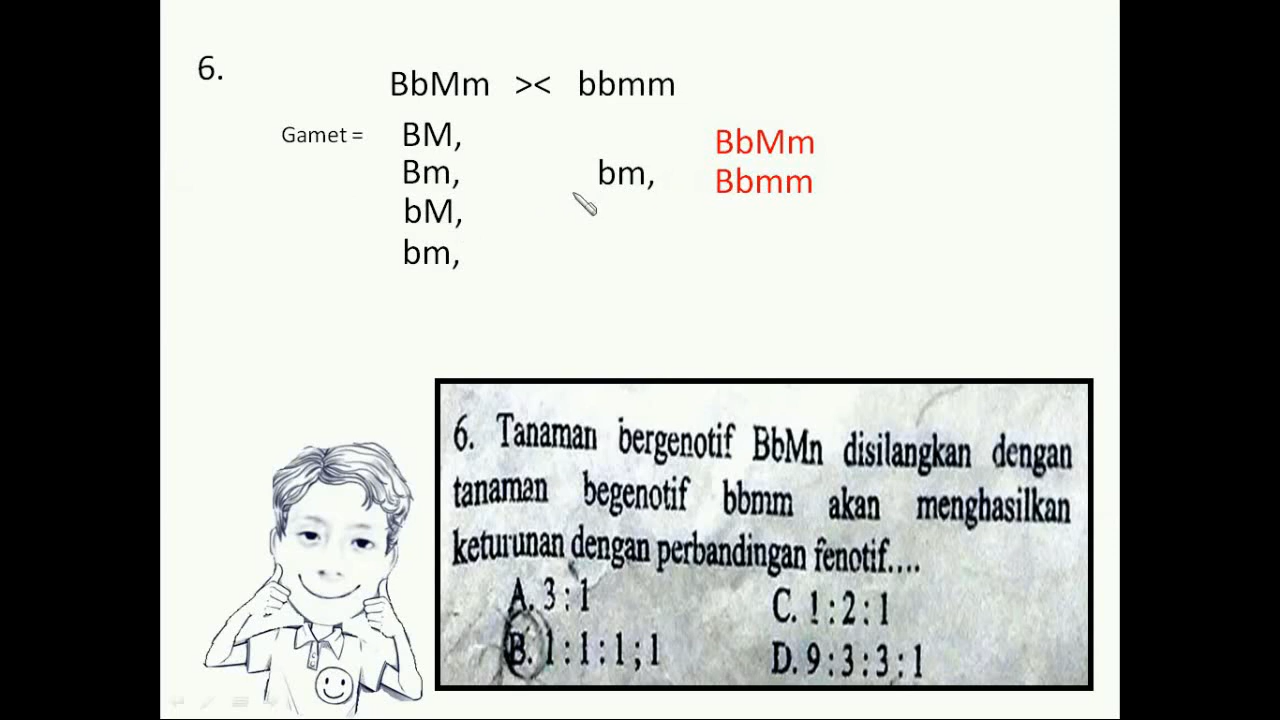 6.
BbMm >< bbmm
Gamet = BM,
Bm,
bM,
bm,
bm,
BbMm
Bbmm
6. Tanaman bergenotif BbMn disilangkan dengan
tanaman begenotif bbmm akan menghasilkan
keturunan dengan perbandingan fenotif....
A. 3 : 1
B. 1 : 1 : 1 ; 1
C. 1 : 2 : 1
D. 9 : 3 : 3 : 1